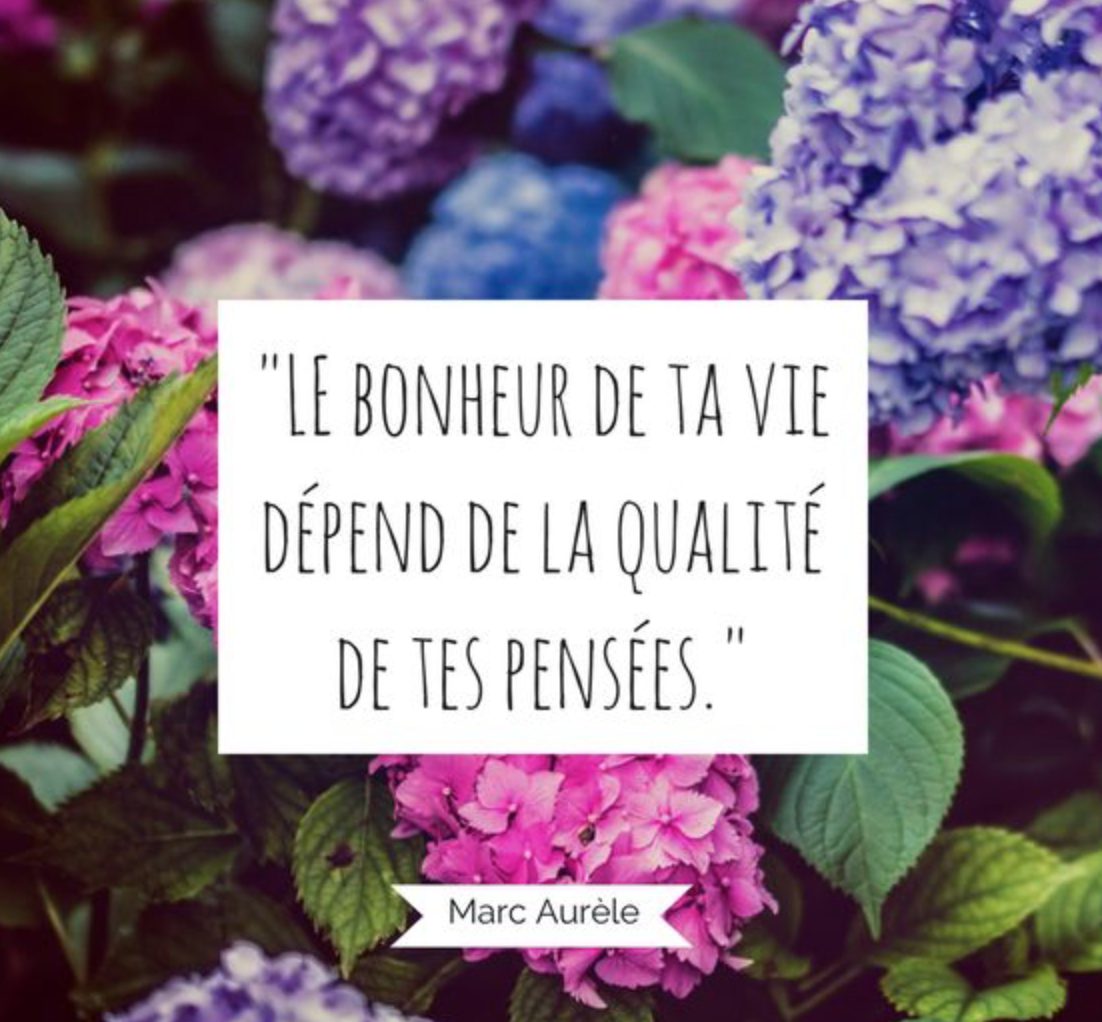 "LE BONHEUR DE TA VIE
DÉPEND DE LA QUALITÉ
DE TES PENSÉES."
Marc Aurèle